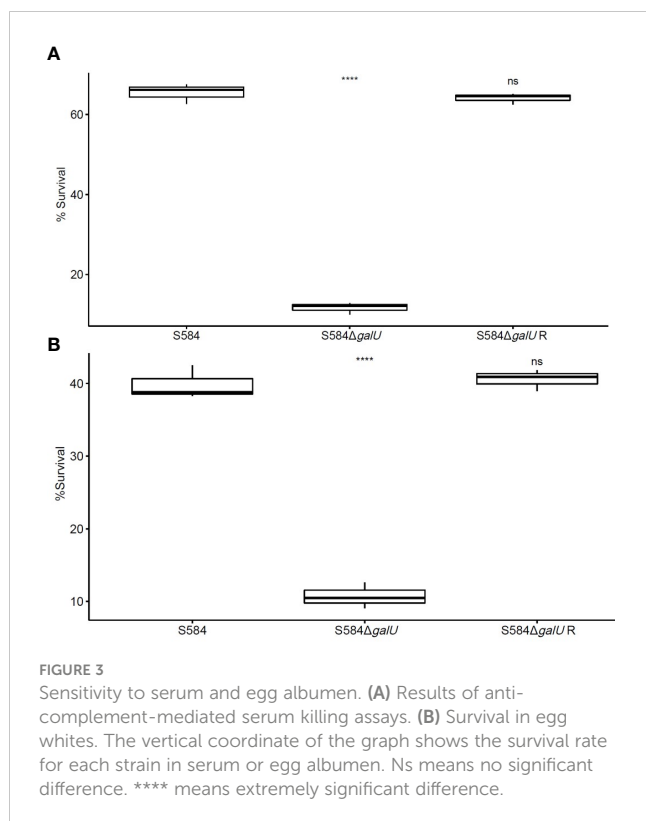 A
****
ns
60
40
20
% Survival
S584
S584ΔgalU
S584ΔgalU R
B
****
ns
40
30
20
10
%Survival
S584
S584ΔgalU
S584ΔgalU R
FIGURE 3
Sensitivity to serum and egg albumen. (A) Results of anti-
complement-mediated serum killing assays. (B) Survival in egg
whites. The vertical coordinate of the graph shows the survival rate
for each strain in serum or egg albumen. Ns means no significant
difference. **** means extremely significant difference.